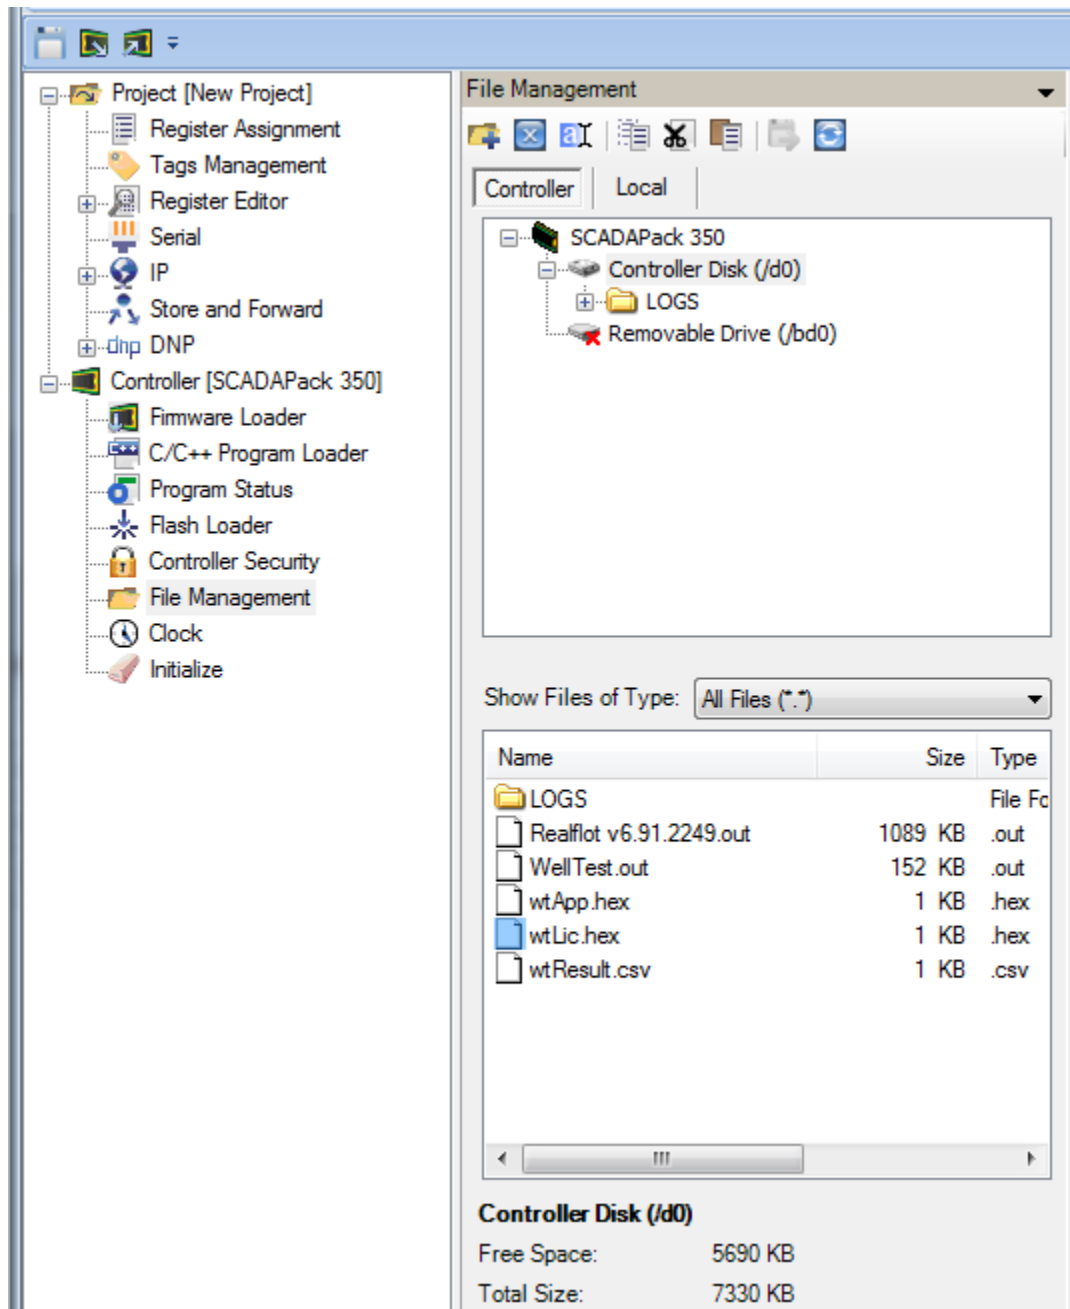 Project [New Project]
Register Assignment
Tags Management
Register Editor
Serial
IP
Store and Forward
dnp DNP
Controller [SCADAPack 350]
Firmware Loader
C++ C/C++ Program Loader
Program Status
Flash Loader
Controller Security
File Management
Clock
Initialize
File Management
Controller Local
SCADAPack 350
Controller Disk (/d0)
LOGS
Removable Drive (/bd0)
Show Files of Type: All Files (*.*)
Name Size Type
LOGS File Fo
Realflot v6.91.2249.out 1089 KB .out
WellTest.out 152 KB .out
wtApp.hex 1 KB .hex
wtLic.hex 1 KB .hex
wtResult.csv 1 KB .csv
Controller Disk (/d0)
Free Space: 5690 KB
Total Size: 7330 KB